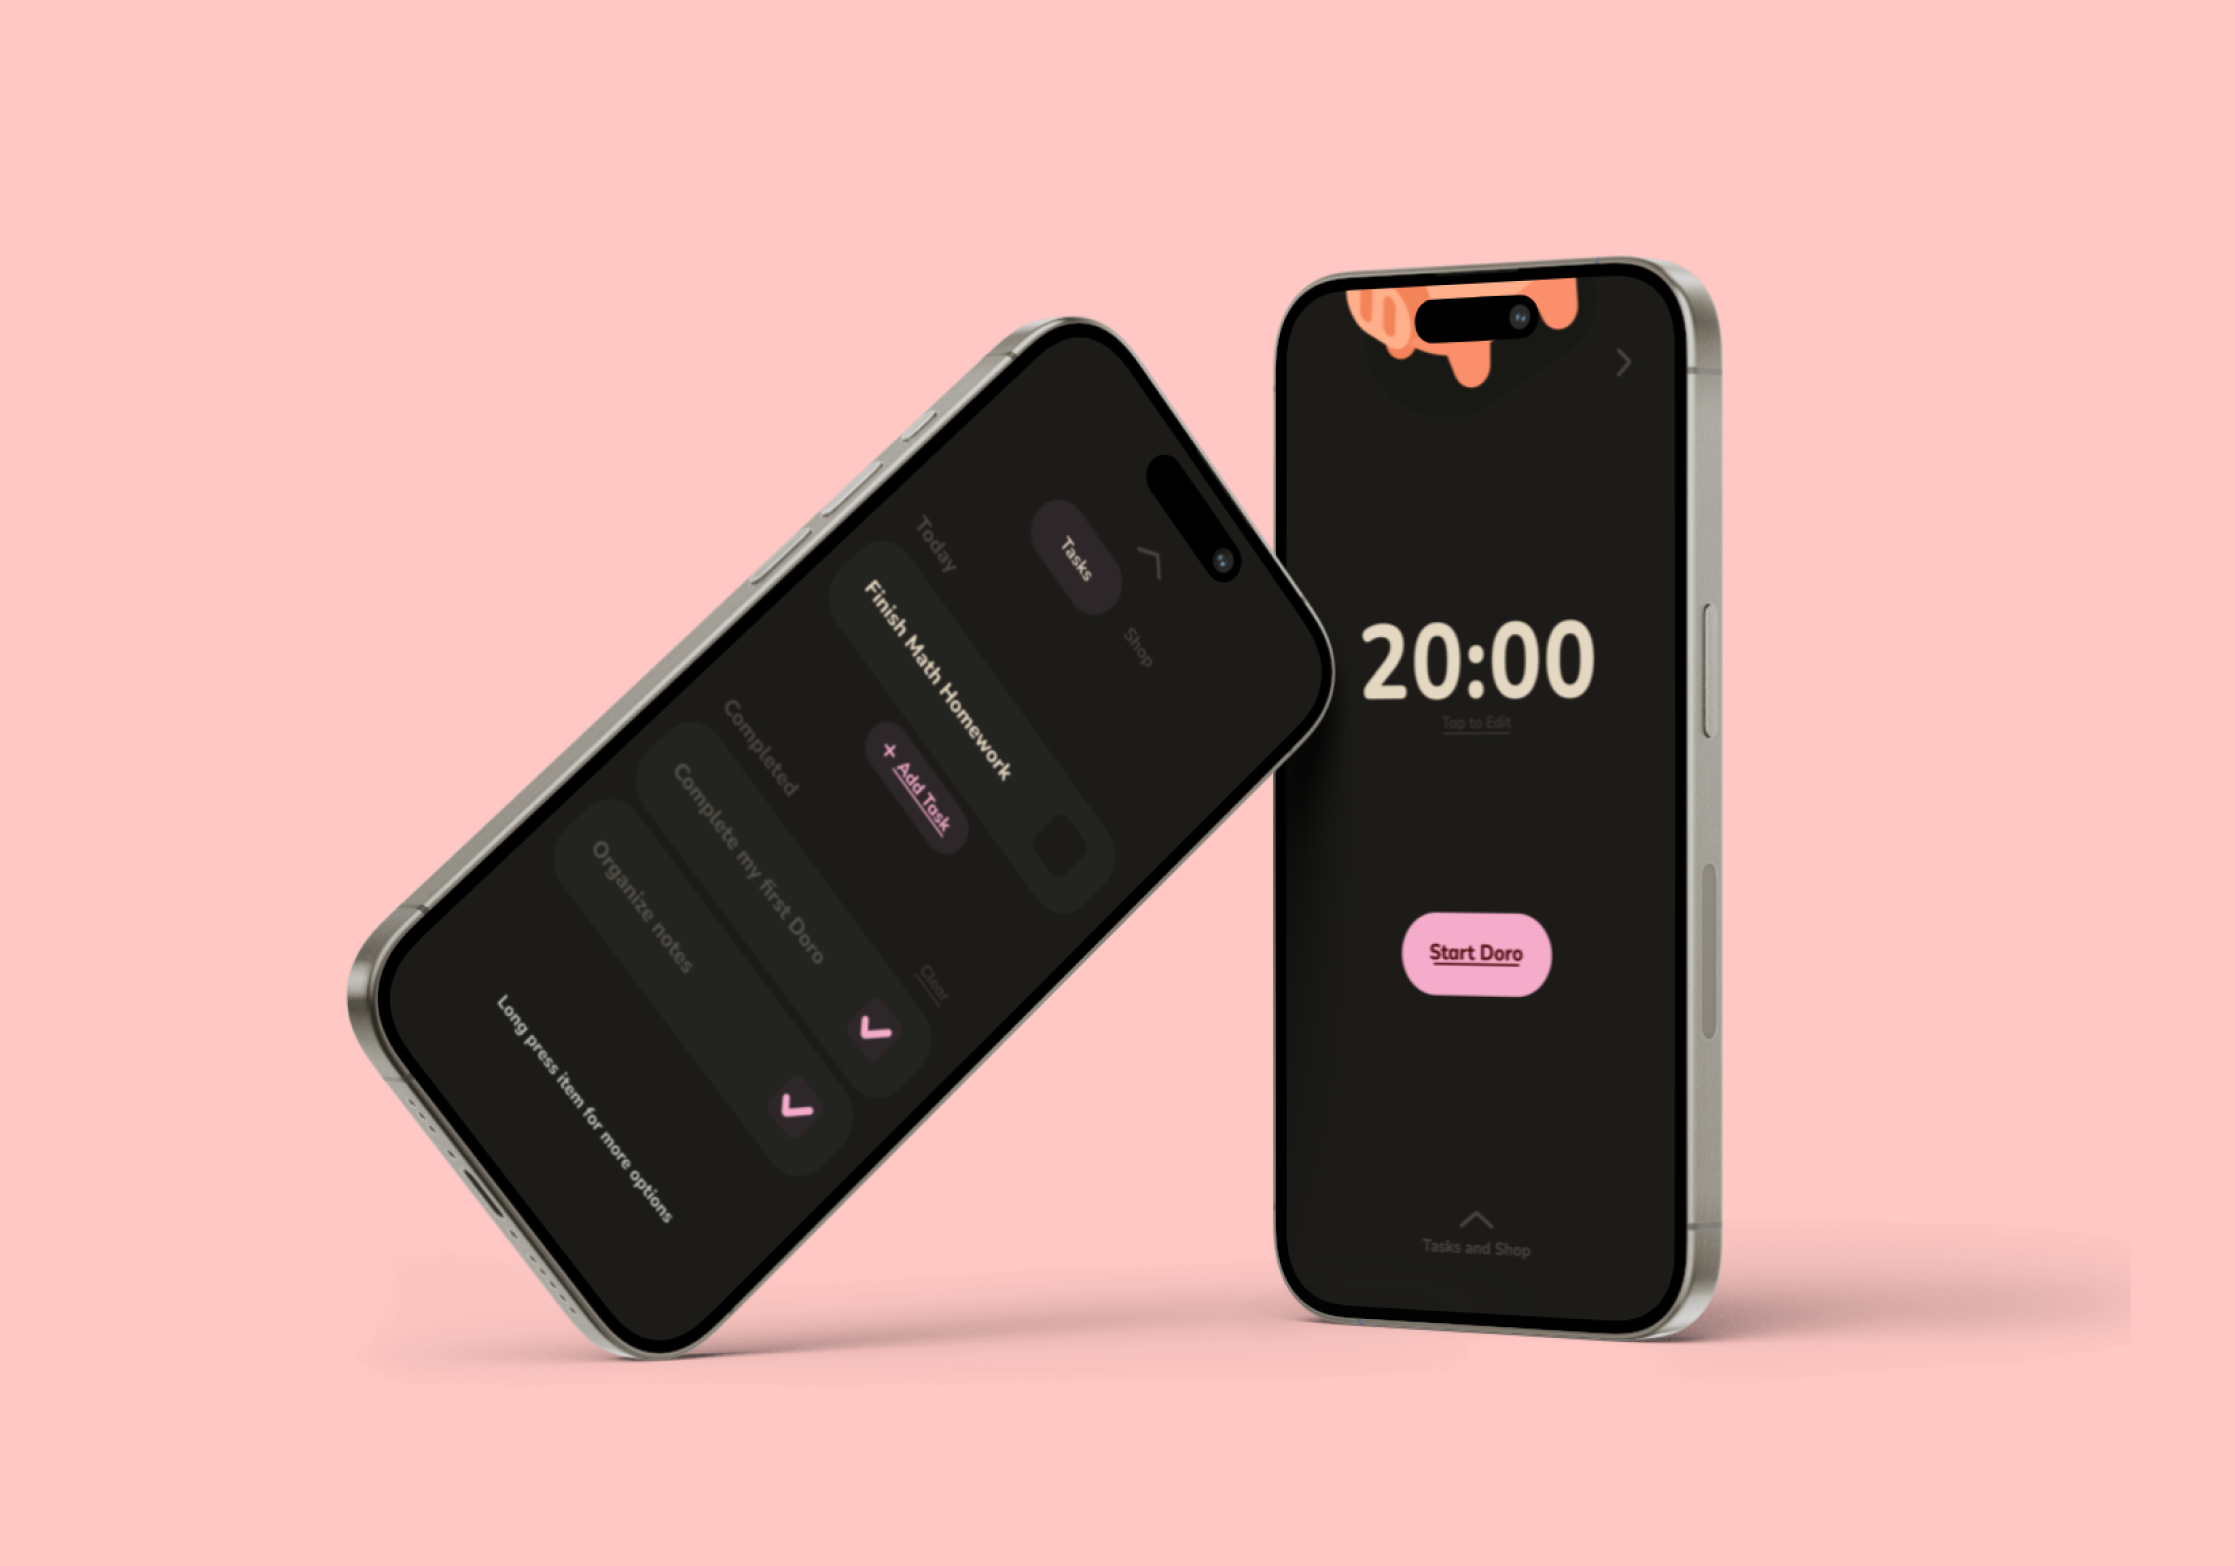 Tasks
Shop
Today
Finish Math Homework
+ Add Task
Completed
Clear
Complete my first Doro
Organize notes
Long press item for more options
20:00
Tap to Edit
Start Doro
Tasks and Shop